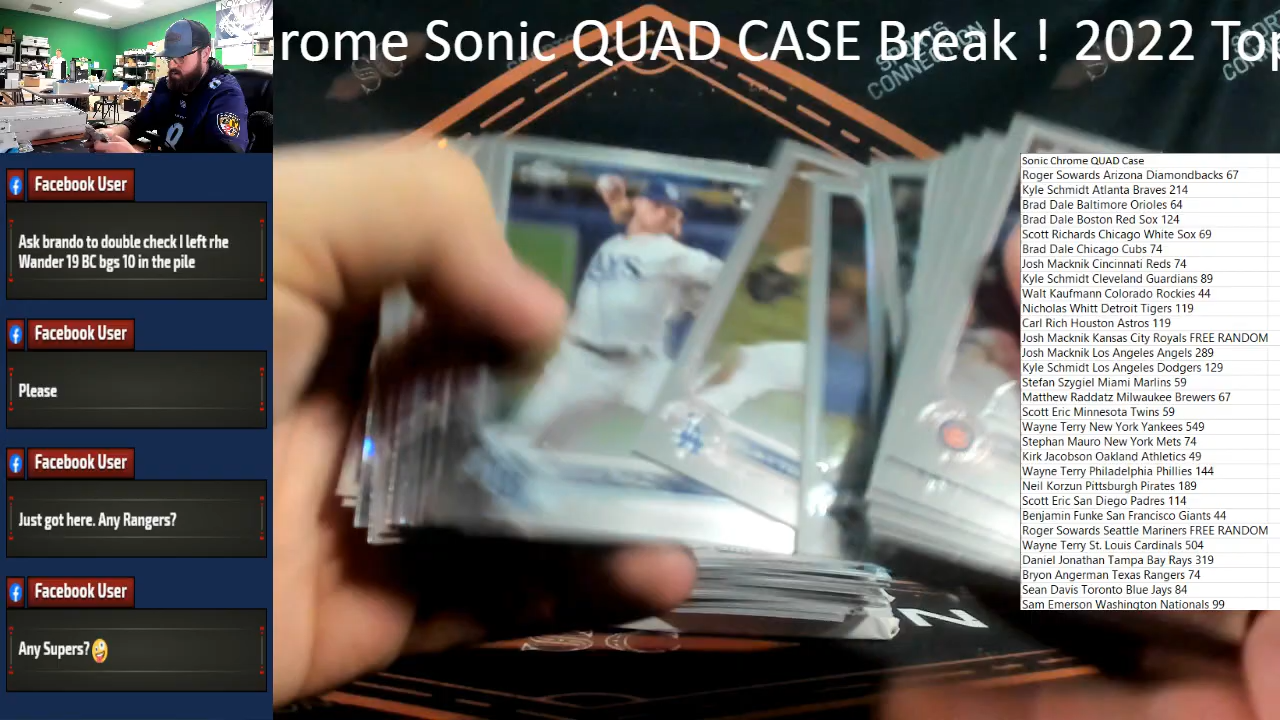 rome Sonic QUAD CASE Break ! 2022 Top
Facebook User
Ask brando to double check I left rhe
Wander 19 BC bgs 10 in the pile
Facebook User
Please
Facebook User
Just got here. Any Rangers?
Facebook User
Any Supers?🤪
Sonic Chrome QUAD Case
Roger Sowards Arizona Diamondbacks 67
Kyle Schmidt Atlanta Braves 214
Brad Dale Baltimore Orioles 64
Brad Dale Boston Red Sox 124
Scott Richards Chicago White Sox 69
Brad Dale Chicago Cubs 74
Josh Macknik Cincinnati Reds 74
Kyle Schmidt Cleveland Guardians 89
Walt Kaufmann Colorado Rockies 44
Nicholas Whitt Detroit Tigers 119
Carl Rich Houston Astros 119
Josh Macknik Kansas City Royals FREE RANDOM
Josh Macknik Los Angeles Angels 289
Kyle Schmidt Los Angeles Dodgers 129
Stefan Szygiel Miami Marlins 59
Matthew Raddatz Milwaukee Brewers 67
Scott Eric Minnesota Twins 59
Wayne Terry New York Yankees 549
Stephan Mauro New York Mets 74
Kirk Jacobson Oakland Athletics 49
Wayne Terry Philadelphia Phillies 144
Neil Korzun Pittsburgh Pirates 189
Scott Eric San Diego Padres 114
Benjamin Funke San Francisco Giants 44
Roger Sowards Seattle Mariners FREE RANDOM
Wayne Terry St. Louis Cardinals 504
Daniel Jonathan Tampa Bay Rays 319
Bryon Angerman Texas Rangers 74
Sean Davis Toronto Blue Jays 84
Sam Emerson Washington Nationals 99